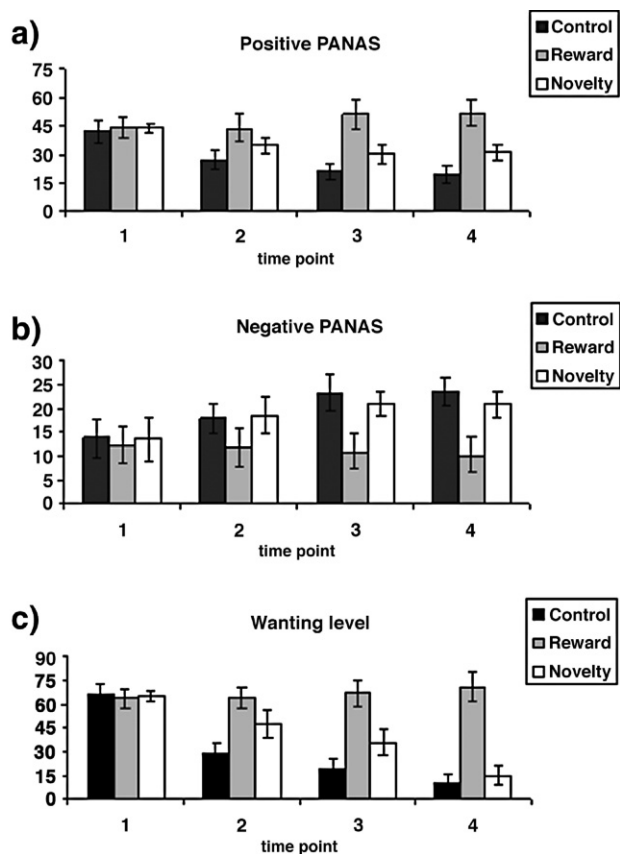 a)
Positive PANAS
Control
Reward
Novelty
75
60
45
30
15
0
1 2 3 4
time point
b)
Negative PANAS
Control
Reward
Novelty
30
25
20
15
10
5
0
1 2 3 4
time point
c)
Wanting level
Control
Reward
Novelty
90
75
60
45
30
15
0
1 2 3 4
time point